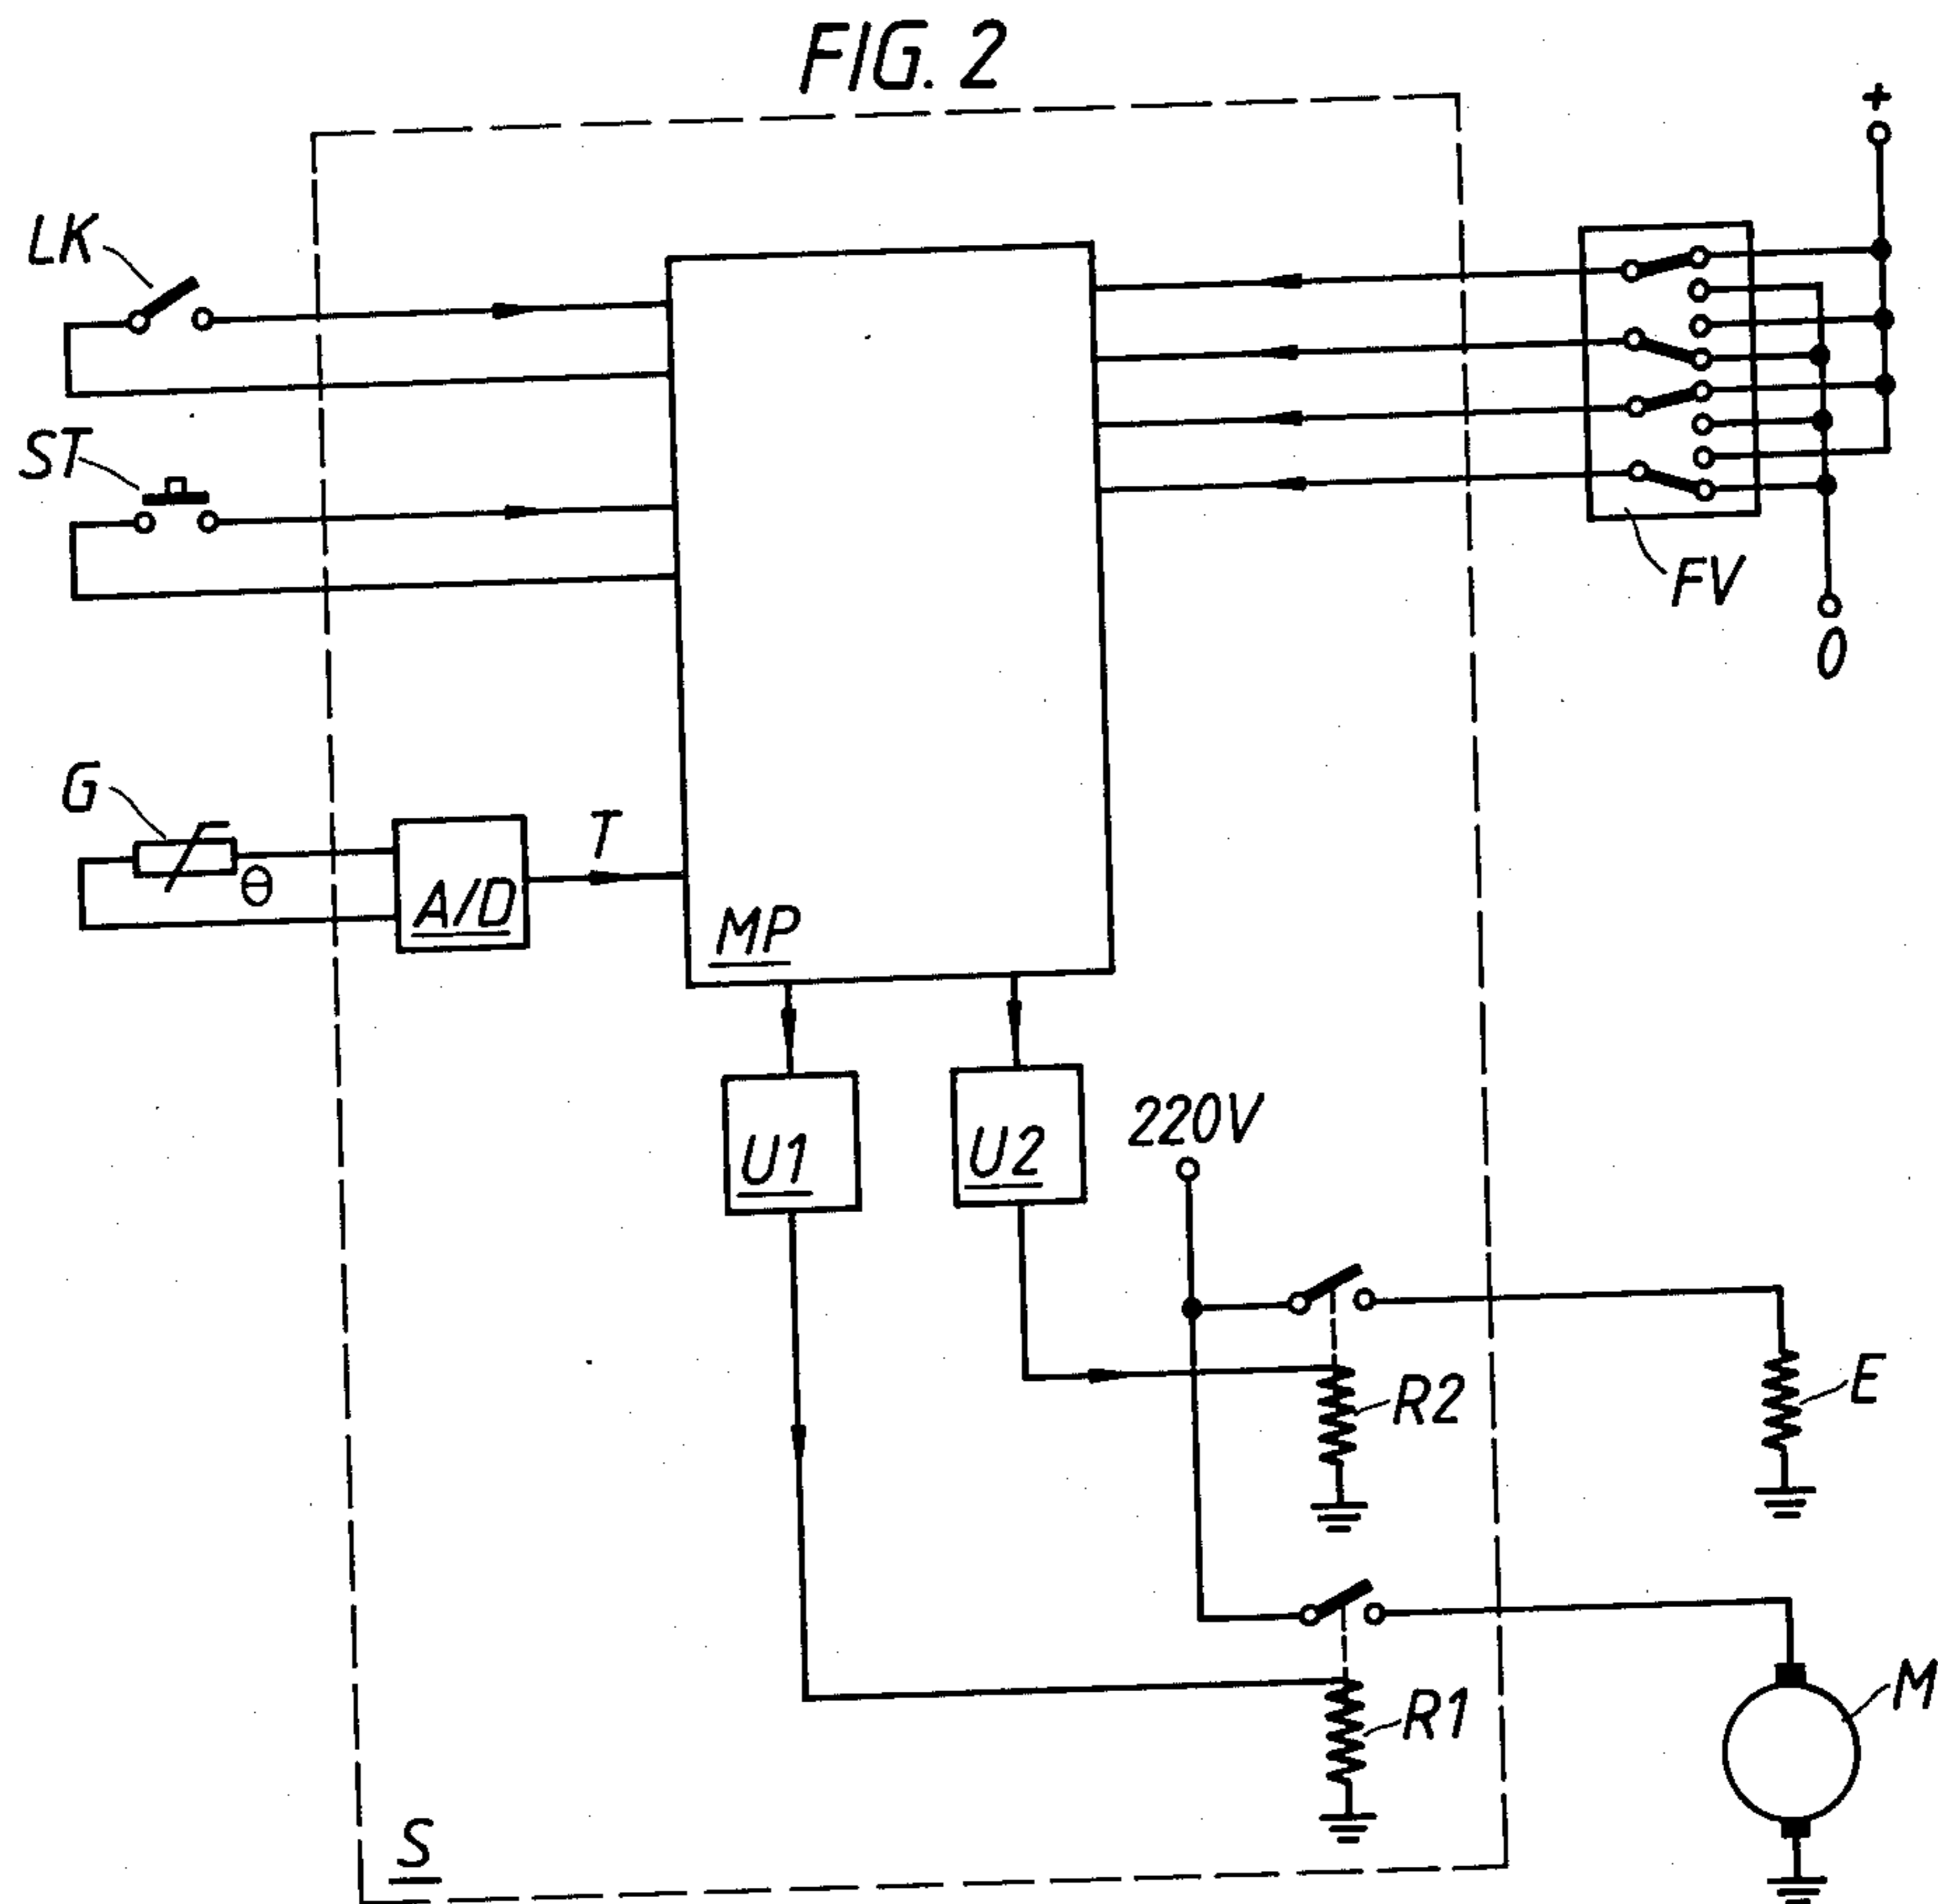 FIG. 2
+
LK
ST
FV
0
G
θ
A/D
T
MP
U1
U2
220V
R2
E
R1
M
S